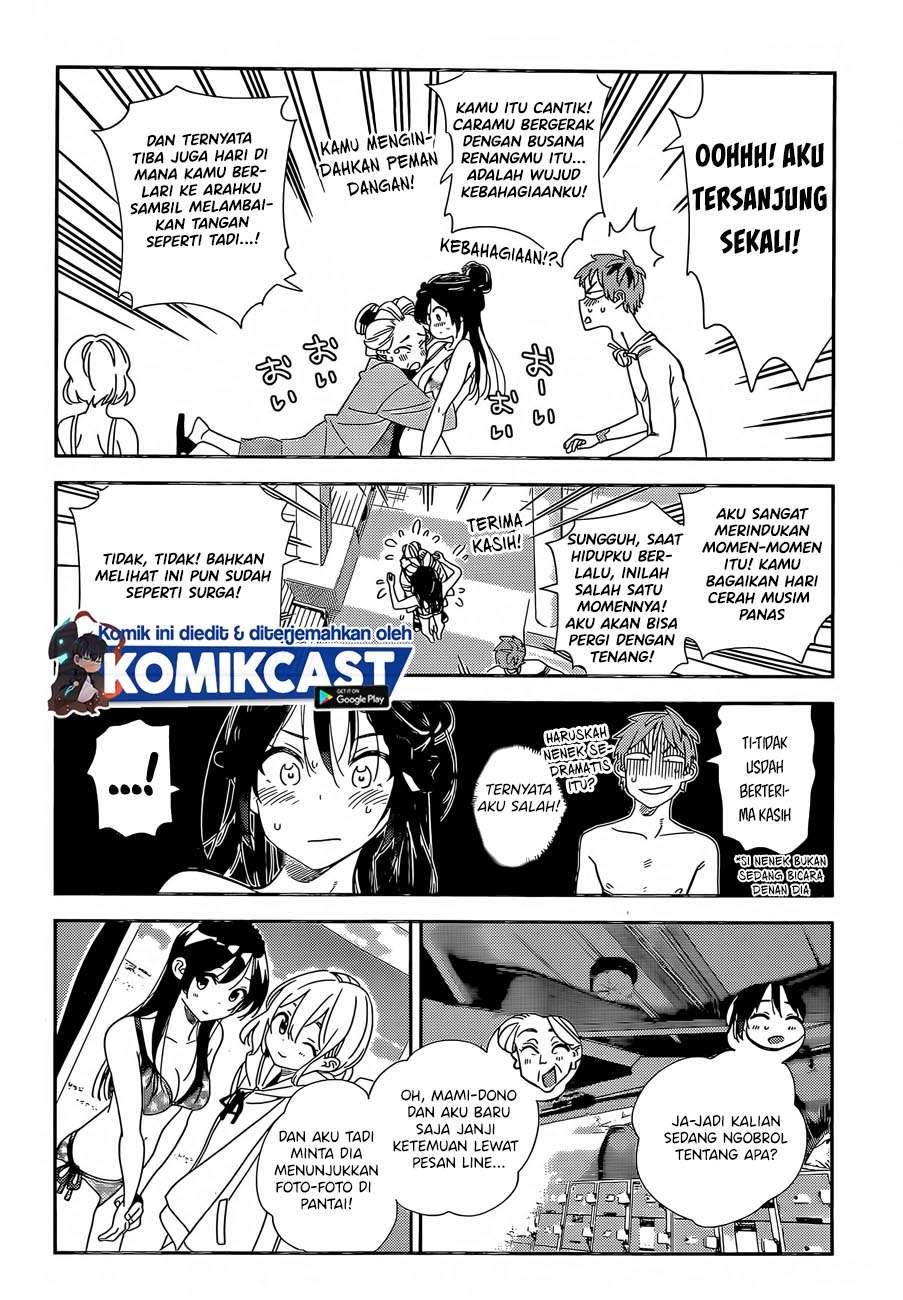 OOHHH! AKU
TERSANJUNG
SEKALI!
KAMU ITU CANTIK!
CARAMU BERGERAK
DENGAN BUSANA
RENANGMU ITU...
ADALAH WUJUD
KEBAHAGIAANKU!
KEBAHAGIAAN!?
KAMU MENGIN-
DAHKAN PEMAN
DANGAN!
DAN TERNYATA
TIBA JUGA HARI DI
MANA KAMU BER-
LARI KE ARAHKU
SAMBIL MELAMBAI-
KAN TANGAN
SEPERTI TADI...!
おーいおい
おいおい
AKU SANGAT
MERINDUKAN
MOMEN-MOMEN
ITU! KAMU
BAGAIKAN HARI
CERAH MUSIM
PANAS
SUNGGUH, SAAT
HIDUPKU BER-
LALU, INILAH
SALAH SATU
MOMENNYA!
AKU AKAN BISA
PERGI DENGAN
TENANG!
TERIMA
KASIH!
TIDAK, TIDAK! BAHKAN
MELIHAT INI PUN SUDAH
SEPERTI SURGA!
Komik ini diedit & diterjemahkan oleh
KOMIKCAST
GET IT ON
Google Play
TI-TIDAK
USDAH
BERTERI-
MA KASIH
*SI NENEK BUKAN
SEDANG BICARA
DENAN DIA
HARUSKAH
NENEK SE-
DRAMATIS
ITU?
TERNYATA
AKU SALAH!
....!
JA-JADI KALIAN
SEDANG NGOBROL
TENTANG APA?
OH, MAMI-DONO
DAN AKU BARU
SAJA JANJI
KETEMUAN LEWAT
PESAN LINE...
DAN AKU TADI
MINTA DIA
MENUNJUKKAN
FOTO-FOTO DI
PANTAI!